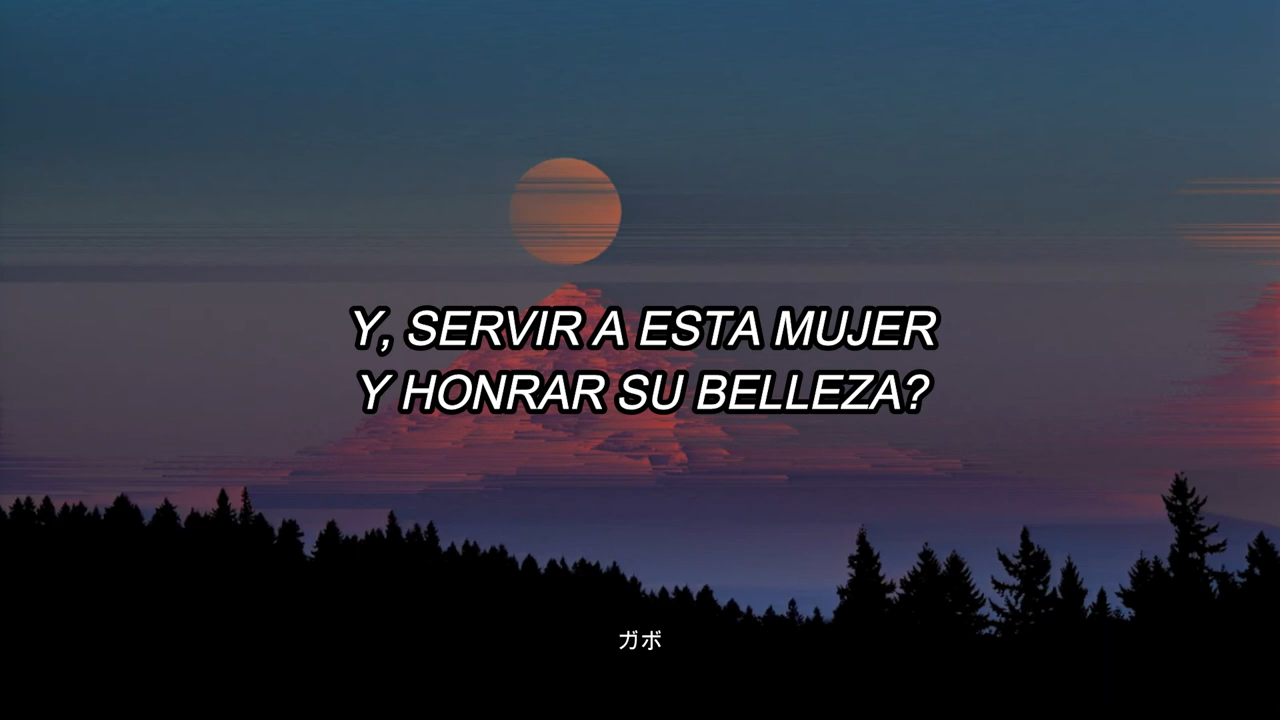 Y, SERVIR A ESTA MUJER
Y HONRAR SU BELLEZA?
ガボ